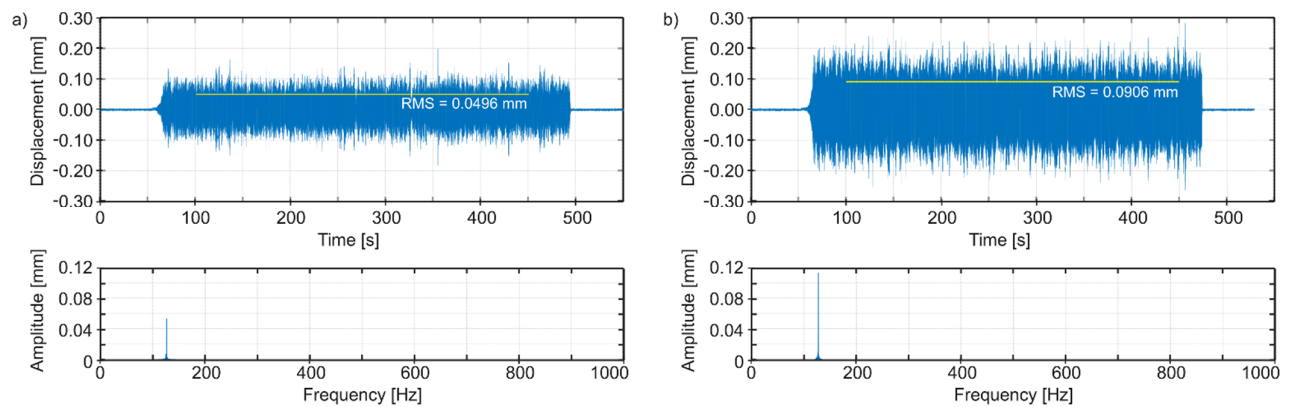 a)
Displacement [mm]
0.30
0.20
0.10
0.00
-0.10
-0.20
-0.30
RMS = 0.0496 mm
0 100 200 300 400 500
Time [s]
Amplitude [mm]
0.12
0.08
0.04
0
0 200 400 600 800 1000
Frequency [Hz]
b)
Displacement [mm]
0.30
0.20
0.10
0.00
-0.10
-0.20
-0.30
RMS = 0.0906 mm
0 100 200 300 400 500
Time [s]
Amplitude [mm]
0.12
0.08
0.04
0
0 200 400 600 800 1000
Frequency [Hz]